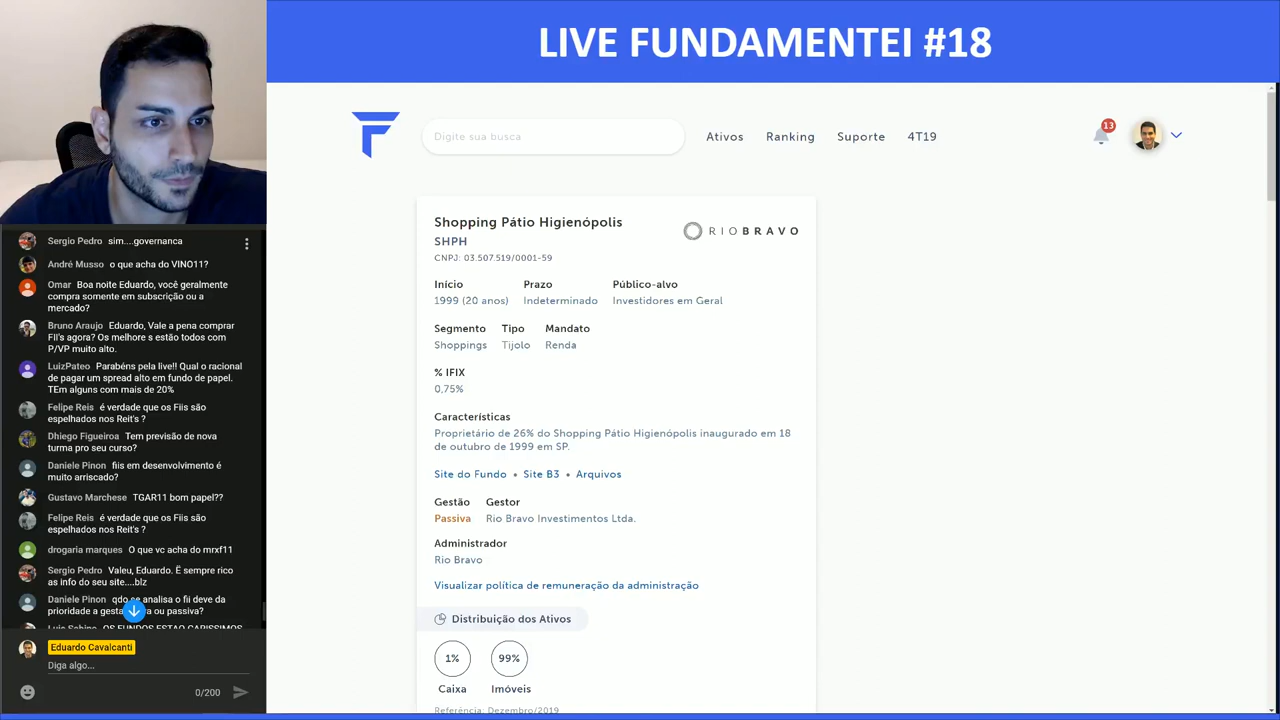 LIVE FUNDAMENTEI #18
Digite sua busca
Ativos
Ranking
Suporte
4T19
13
Shopping Pátio Higienópolis
SHPH
CNPJ: 03.507.519/0001-59
RIOBRAVO
Início
Prazo
Público-alvo
1999 (20 anos)
Indeterminado
Investidores em Geral
Segmento
Tipo
Mandato
Shoppings
Tijolo
Renda
% IFIX
0,75%
Características
Proprietário de 26% do Shopping Pátio Higienópolis inaugurado em 18
de outubro de 1999 em SP.
Site do Fundo • Site B3 • Arquivos
Gestão
Gestor
Passiva
Rio Bravo Investimentos Ltda.
Administrador
Rio Bravo
Visualizar política de remuneração da administração
Distribuição dos Ativos
1%
99%
Caixa
Imóveis
Referência: Dezembro/2019
Sergio Pedro sim....governanca
André Musso o que acha do VINO11?
Omar Boa noite Eduardo, você geralmente
compra somente em subscrição ou a
mercado?
Bruno Araujo Eduardo, Vale a pena comprar
FII's agora? Os melhore s estão todos com
P/VP muito alto.
LuizPateo Parabéns pela live!! Qual o racional
de pagar um spread alto em fundo de papel.
TEm alguns com mais de 20%
Felipe Reis é verdade que os Fiis são
espelhados nos Reit's ?
Dhiego Figueiroa Tem previsão de nova
turma pro seu curso?
Daniele Pinon fiis em desenvolvimento é
muito arriscado?
Gustavo Marchese TGAR11 bom papel??
Felipe Reis é verdade que os Fiis são
espelhados nos Reit's ?
drogaria marques O que vc acha do mrxf11
Sergio Pedro Valeu, Eduardo. Ë sempre rico
as info do seu site....blz
Daniele Pinon qdo se analisa o fii deve da
prioridade a ou passiva?
OS FUNDOS ESTAO CARISSIMOS
Eduardo Cavalcanti
Diga algo...
0/200